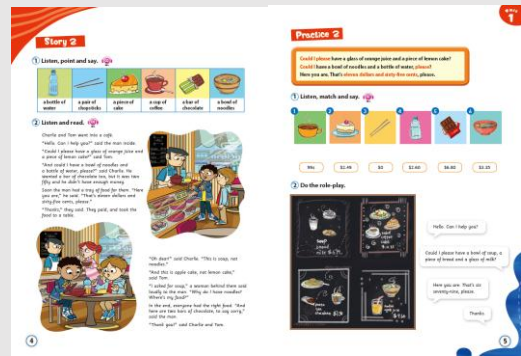 Story 2
1 Listen, point and say.
a bottle of water
a pair of chopsticks
a piece of cake
a cup of coffee
a bar of chocolate
a bowl of noodles
2 Listen and read.
Charlie and Tom went into a café.
"Hello. Can I help you?" said the man inside.
"Could I please have a glass of orange juice and
a piece of lemon cake?" said Tom.
"And could I have a bowl of noodles and
a bottle of water, please?" said Charlie. He
wanted a bar of chocolate too, but it was two
fifty and he didn't have enough money.
Soon the man had a tray of food for them. "Here
you are," he said. "That's eleven dollars and
sixty-five cents, please."
"Thanks," they said. They paid, and took the
food to a table.
"Oh dear!" said Charlie. "This is soup, not
noodles."
"And this is apple cake, not lemon cake,"
said Tom.
"I asked for soup," a woman behind them said
loudly to the man. "Why do I have noodles?
Where's my food?"
In the end, everyone had the right food. "And
here are two bars of chocolate, to say sorry,"
said the man.
"Thank you!" said Charlie and Tom.
4
Unit
1
Practice 2
Could I please have a glass of orange juice and a piece of lemon cake?
Could I have a bowl of noodles and a bottle of water, please?
Here you are. That's eleven dollars and sixty-five cents, please.
1 Listen, match and say.
1
2
3
4
5
6
$2.60
2 Do the role-play.
Hello. Can I help you?
Could I please have a bowl of soup, a
piece of bread and a glass of milk?
Here you are. That's six
seventy-nine, please.
Thanks.
5